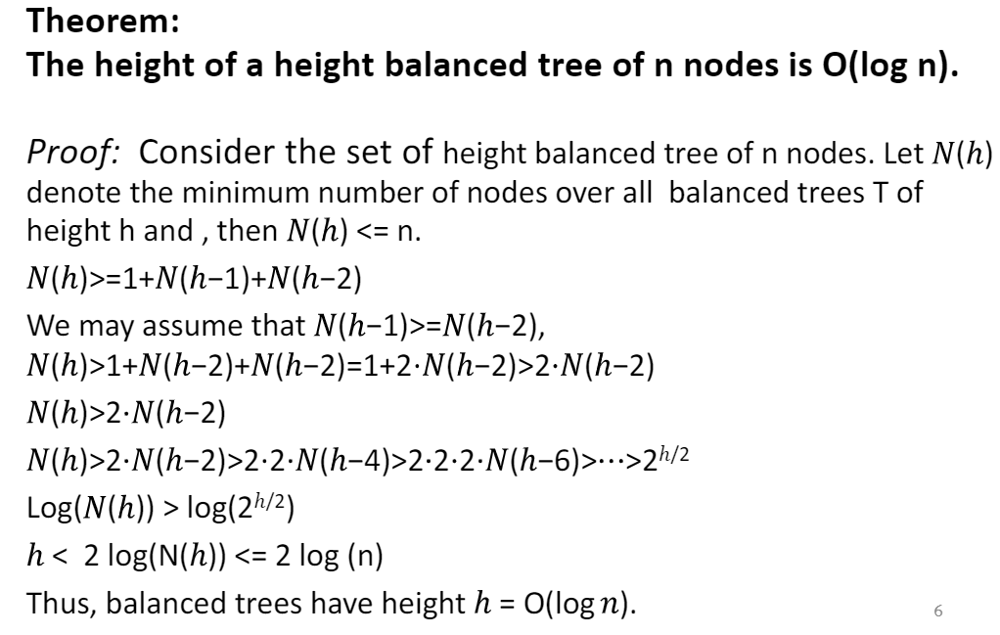 Theorem:
The height of a height balanced tree of n nodes is O(log n).
Proof: Consider the set of height balanced tree of n nodes. Let N(h)
denote the minimum number of nodes over all balanced trees T of
height h and , then N(h) <= n.
N(h)>=1+N(h−1)+N(h−2)
We may assume that N(h−1)>=N(h−2),
N(h)>1+N(h−2)+N(h−2)=1+2·N(h−2)>2·N(h−2)
N(h)>2·N(h−2)
N(h)>2·N(h−2)>2·2·N(h−4)>2·2·2·N(h−6)>⋯>2^{h/2}
Log(N(h)) > log(2^{h/2})
h < 2 log(N(h)) <= 2 log (n)
Thus, balanced trees have height h = O(log n).
6